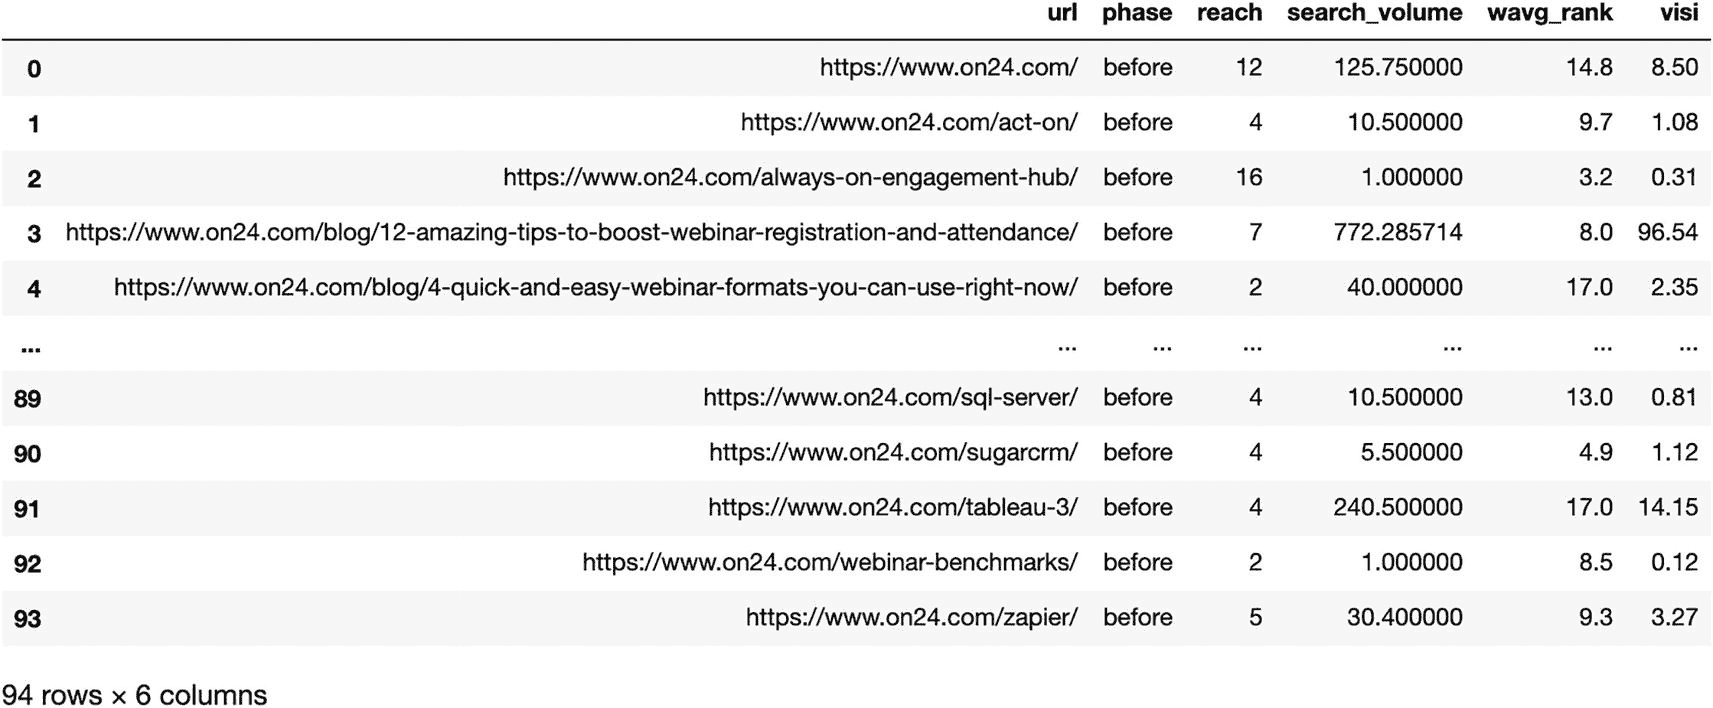 url phase reach search_volume wavg_rank visi
0 https://www.on24.com/ before 12 125.750000 14.8 8.50
1 https://www.on24.com/act-on/ before 4 10.500000 9.7 1.08
2 https://www.on24.com/always-on-engagement-hub/ before 16 1.000000 3.2 0.31
3 https://www.on24.com/blog/12-amazing-tips-to-boost-webinar-registration-and-attendance/ before 7 772.285714 8.0 96.54
4 https://www.on24.com/blog/4-quick-and-easy-webinar-formats-you-can-use-right-now/ before 2 40.000000 17.0 2.35
... ... ... ... ... ... ...
89 https://www.on24.com/sql-server/ before 4 10.500000 13.0 0.81
90 https://www.on24.com/sugarcrm/ before 4 5.500000 4.9 1.12
91 https://www.on24.com/tableau-3/ before 4 240.500000 17.0 14.15
92 https://www.on24.com/webinar-benchmarks/ before 2 1.000000 8.5 0.12
93 https://www.on24.com/zapier/ before 5 30.400000 9.3 3.27
94 rows × 6 columns